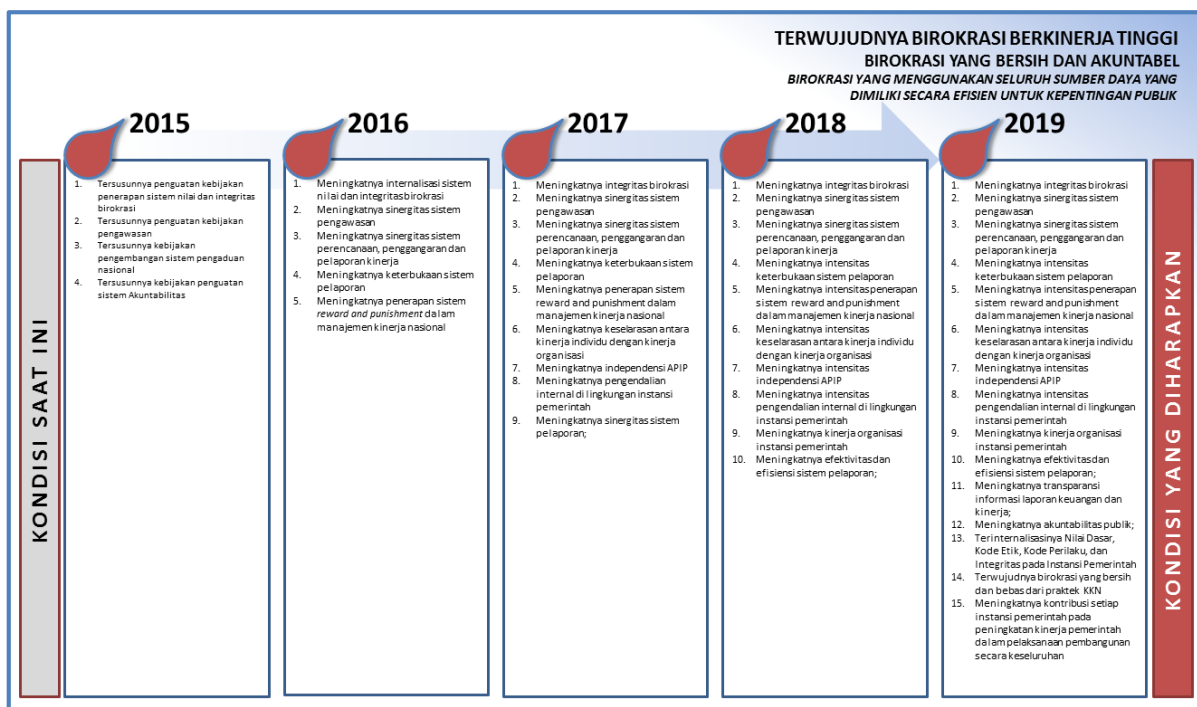 TERWUJUDNYA BIROKRASI BERKINERJA TINGGI
BIROKRASI YANG BERSIH DAN AKUNTABEL
BIROKRASI YANG MENGGUNAKAN SELURUH SUMBER DAYA YANG
DIMILIKI SECARA EFISIEN UNTUK KEPENTINGAN PUBLIK
KONDISI SAAT INI
2015
1. Tersusunnya penguatan kebijakan
penerapan sistem nilai dan integritas
birokrasi
2. Tersusunnya penguatan kebijakan
pengawasan
3. Tersusunnya kebijakan
pengembangan sistem pengaduan
nasional
4. Tersusunnya kebijakan penguatan
sistem Akuntabilitas
2016
1. Meningkatnya internalisasi sistem
nilai dan integritas birokrasi
2. Meningkatnya sinergitas sistem
pengawasan
3. Meningkatnya sinergitas sistem
perencanaan, penggangaran dan
pelaporan kinerja
4. Meningkatnya keterbukaan sistem
pelaporan
5. Meningkatnya penerapan sistem
reward and punishment dalam
manajemen kinerja nasional
2017
1. Meningkatnya integritas birokrasi
2. Meningkatnya sinergitas sistem
pengawasan
3. Meningkatnya sinergitas sistem
perencanaan, penggangaran dan
pelaporan kinerja
4. Meningkatnya keterbukaan sistem
pelaporan
5. Meningkatnya penerapan sistem
reward and punishment dalam
manajemen kinerja nasional
6. Meningkatnya keselarasan antara
kinerja individu dengan kinerja
organisasi
7. Meningkatnya independensi APIP
8. Meningkatnya pengendalian
internal di lingkungan instansi
pemerintah
9. Meningkatnya sinergitas sistem
pelaporan;
2018
1. Meningkatnya integritas birokrasi
2. Meningkatnya sinergitas sistem
pengawasan
3. Meningkatnya sinergitas sistem
perencanaan, penggangaran dan
pelaporan kinerja
4. Meningkatnya intensitas
keterbukaan sistem pelaporan
5. Meningkatnya intensitas penerapan
sistem reward and punishment
dalam manajemen kinerja nasional
6. Meningkatnya intensitas
keselarasan antara kinerja individu
dengan kinerja organisasi
7. Meningkatnya intensitas
independensi APIP
8. Meningkatnya intensitas
pengendalian internal di lingkungan
instansi pemerintah
9. Meningkatnya kinerja organisasi
instansi pemerintah
10. Meningkatnya efektivitas dan
efisiensi sistem pelaporan;
2019
1. Meningkatnya integritas birokrasi
2. Meningkatnya sinergitas sistem
pengawasan
3. Meningkatnya sinergitas sistem
perencanaan, penggangaran dan
pelaporan kinerja
4. Meningkatnya intensitas
keterbukaan sistem pelaporan
5. Meningkatnya intensitas penerapan
sistem reward and punishment
dalam manajemen kinerja nasional
6. Meningkatnya intensitas
keselarasan antara kinerja individu
dengan kinerja organisasi
7. Meningkatnya intensitas
independensi APIP
8. Meningkatnya intensitas
pengendalian internal di lingkungan
instansi pemerintah
9. Meningkatnya kinerja organisasi
instansi pemerintah
10. Meningkatnya efektivitas dan
efisiensi sistem pelaporan;
11. Meningkatnya transparansi
informasi laporan keuangan dan
kinerja;
12. Meningkatnya akuntabilitas publik;
13. Terinternalisasinya Nilai Dasar,
Kode Etik, Kode Perilaku, dan
Integritas pada Instansi Pemerintah
14. Terwujudnya birokrasi yang bersih
dan bebas dari praktek KKN
15. Meningkatnya kontribusi setiap
instansi pemerintah pada
peningkatan kinerja pemerintah
dalam pelaksanaan pembangunan
secara keseluruhan
KONDISI YANG DIHARAPKAN